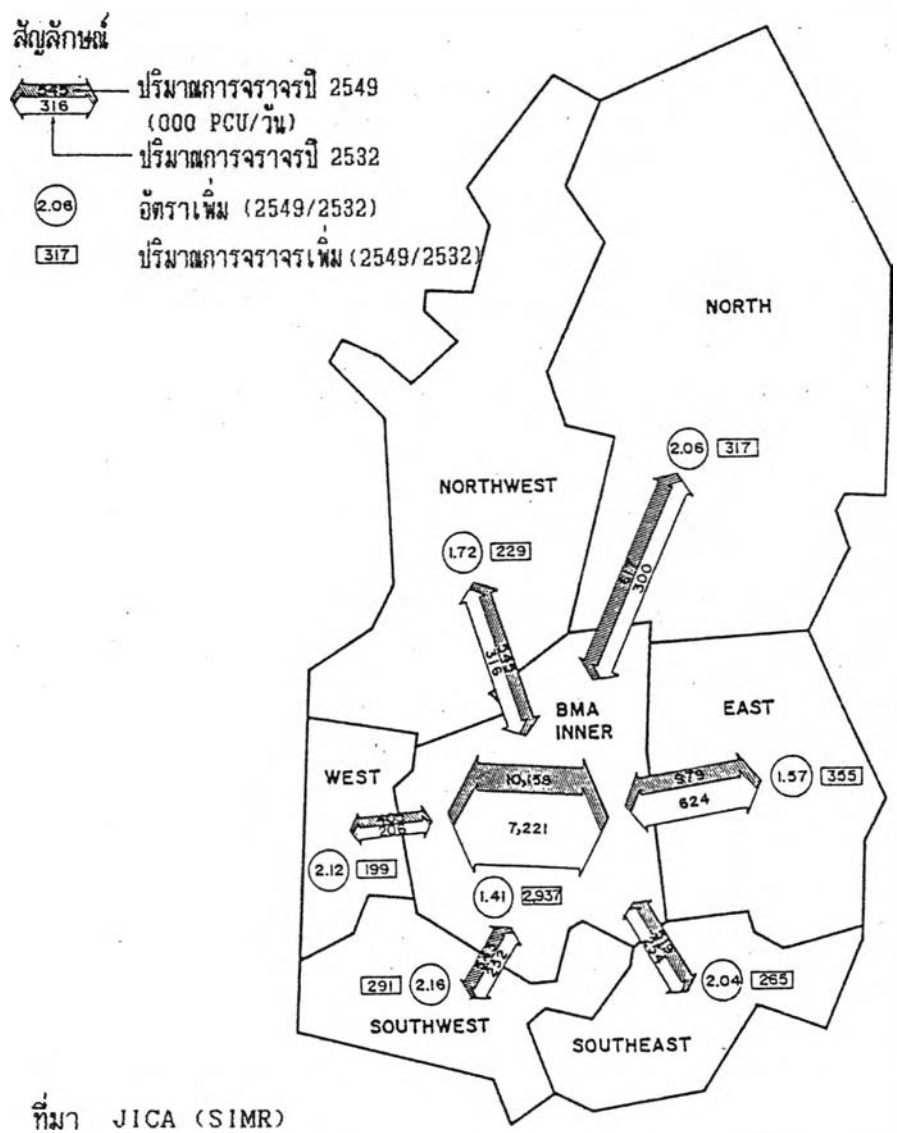 สัญลักษณ์
545 ปริมาณการจราจรปี 2549
316 (000 PCU/วัน)
ปริมาณการจราจรปี 2532
2.06 อัตราเพิ่ม (2549/2532)
317 ปริมาณการจราจรเพิ่ม (2549/2532)
NORTH
2.06 317
NORTHWEST
1.72 229
617
300
545
316
BMA
INNER
EAST
WEST
10,158
7,221
979
624
1.57 355
206
2.12 199
1.41 2,937
232
291 2.16
2.04 265
SOUTHWEST
SOUTHEAST
ที่มา JICA (SIMR)